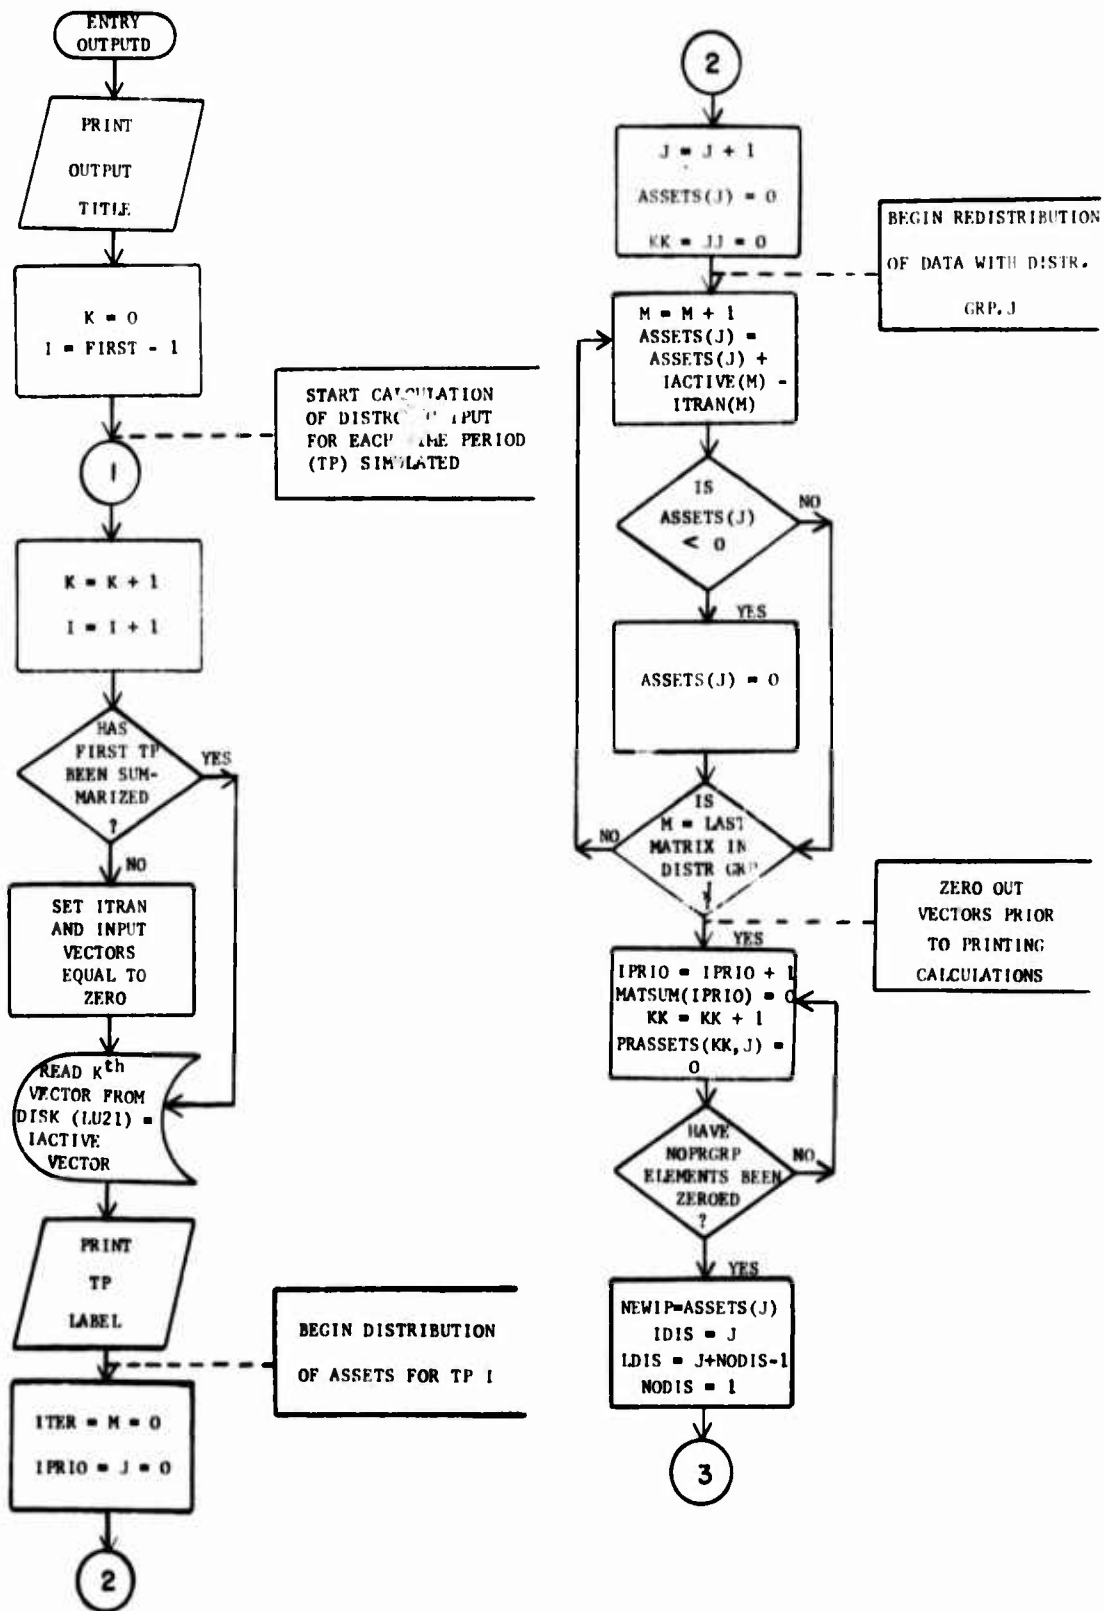 ENTRY
OUTPUTD
PRINT
OUTPUT
TITLE
K = 0
I = FIRST - 1
START CALCULATION
OF DISTR
FOR EACH TIME PERIOD
(TP) SIMULATED
1
K = K + 1
I = I + 1
HAS
FIRST TP
BEEN SUM-
MARIZED
?
YES
NO
SET ITRAN
AND INPUT
VECTORS
EQUAL TO
ZERO
READ Kth
VECTOR FROM
DISK (LU21) =
IACTIVE
VECTOR
PRINT
TP
LABEL
BEGIN DISTRIBUTION
OF ASSETS FOR TP I
ITER = M = 0
IPRIO = J = 0
2
2
J = J + 1
ASSETS(J) = 0
KK = JJ = 0
BEGIN REDISTRIBUTION
OF DATA WITH DISTR.
GRP.J
M = M + 1
ASSETS(J) =
ASSETS(J) +
IACTIVE(M) -
ITRAN(M)
IS
ASSETS(J)
< 0
NO
YES
ASSETS(J) = 0
IS
M = LAST
MATRIX IN
DISTR GRP
?
NO
YES
ZERO OUT
VECTORS PRIOR
TO PRINTING
CALCULATIONS
IPRIO = IPRIO + 1
MATSUM(IPRIO) = 0
KK = KK + 1
PRASSETS(KK,J) =
0
HAVE
NOPRGRP
ELEMENTS BEEN
ZEROED
?
NO
YES
NEWIP=ASSETS(J)
IDIS = J
LDIS = J+NODIS-1
NODIS = 1
3